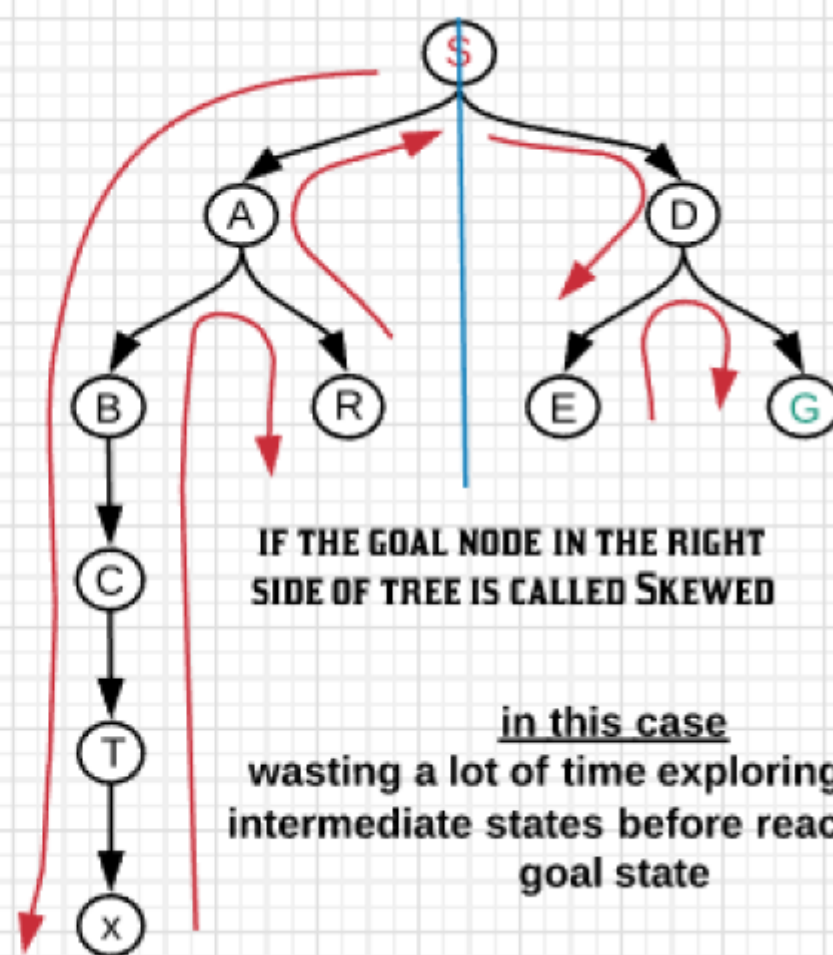 S
A
D
B
R
E
G
C
IF THE GOAL NODE IN THE RIGHT
SIDE OF TREE IS CALLED SKEWED
T
in this case
wasting a lot of time exploring
intermediate states before reac
goal state
x